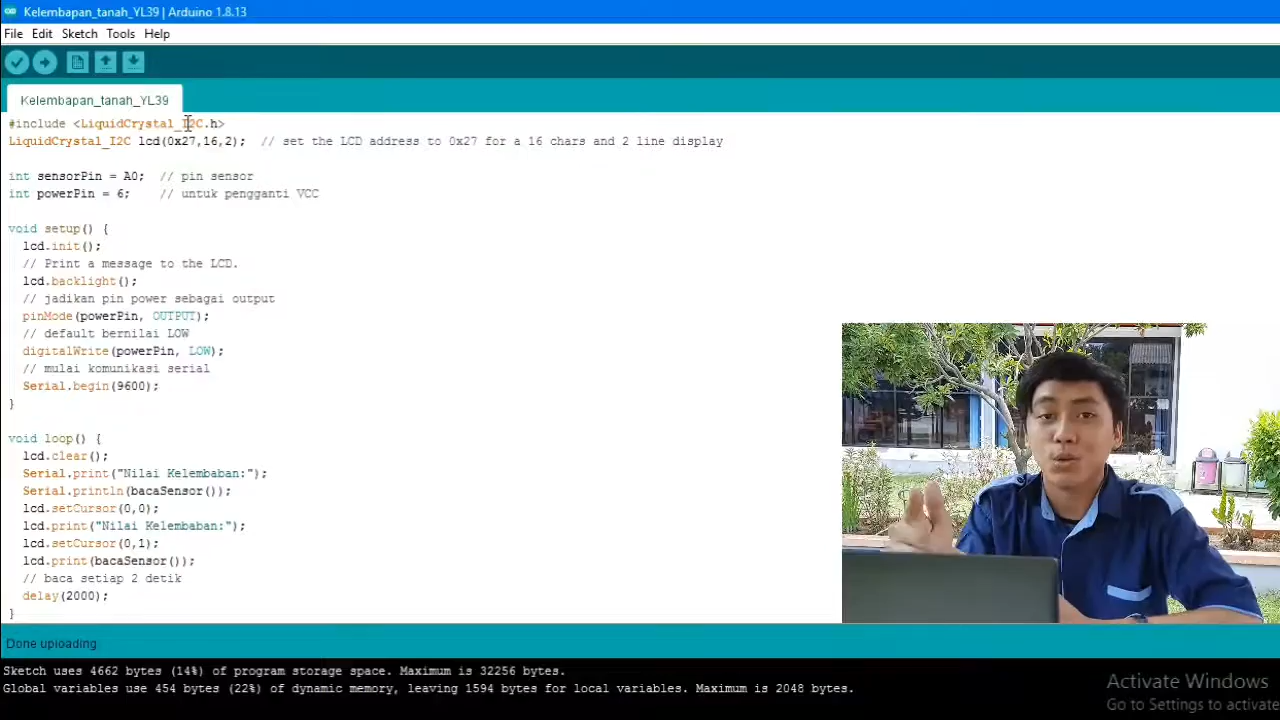 Kelembapan_tanah_YL39 | Arduino 1.8.13
File Edit Sketch Tools Help
Kelembapan_tanah_YL39
#include <LiquidCrystal_I2C.h>
LiquidCrystal_I2C lcd(0x27,16,2);  // set the LCD address to 0x27 for a 16 chars and 2 line display
int sensorPin = A0;  // pin sensor
int powerPin = 6;    // untuk pengganti VCC
void setup() {
  lcd.init();
  // Print a message to the LCD.
  lcd.backlight();
  // jadikan pin power sebagai output
  pinMode(powerPin, OUTPUT);
  // default bernilai LOW
  digitalWrite(powerPin, LOW);
  // mulai komunikasi serial
  Serial.begin(9600);
}
void loop() {
  lcd.clear();
  Serial.print("Nilai Kelembaban:");
  Serial.println(bacaSensor());
  lcd.setCursor(0,0);
  lcd.print("Nilai Kelembaban:");
  lcd.setCursor(0,1);
  lcd.print(bacaSensor());
  // baca setiap 2 detik
  delay(2000);
}
Done uploading.
Sketch uses 4662 bytes (14%) of program storage space. Maximum is 32256 bytes.
Global variables use 454 bytes (22%) of dynamic memory, leaving 1594 bytes for local variables. Maximum is 2048 bytes.
Activate Windows
Go to Settings to activate